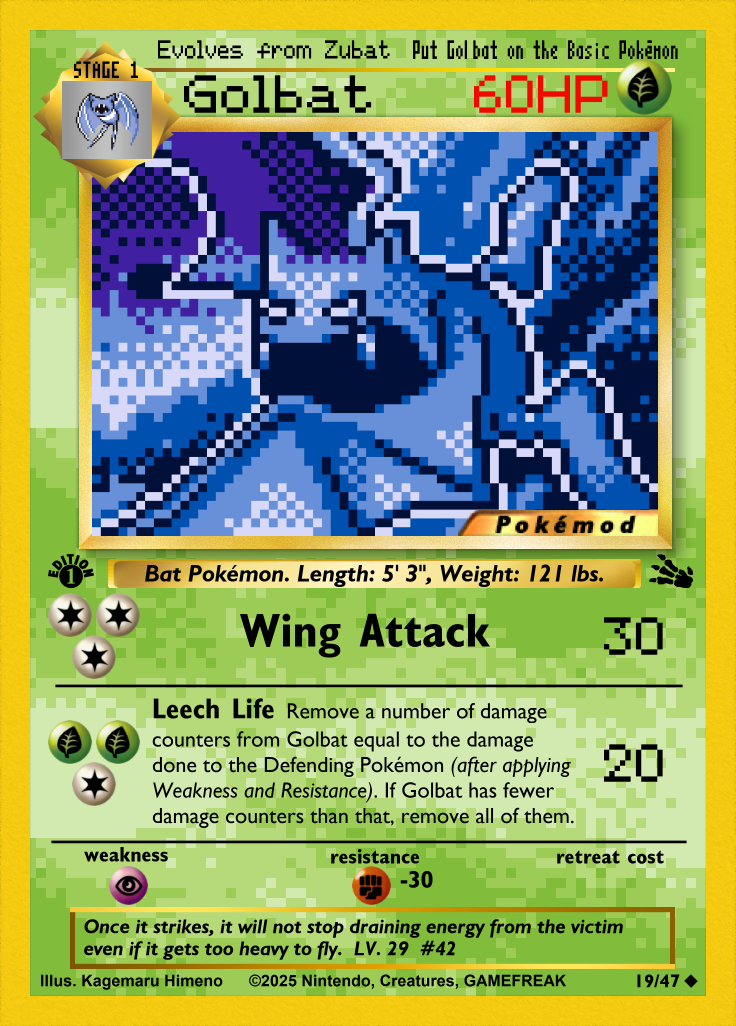 Evolves from Zubat Put Golbat on the Basic Pokémon
STAGE 1
Golbat 60HP
Pokémod
EDITION 1
Bat Pokémon. Length: 5' 3", Weight: 121 lbs.
Wing Attack 30
Leech Life Remove a number of damage
counters from Golbat equal to the damage
done to the Defending Pokémon (after applying
Weakness and Resistance). If Golbat has fewer
damage counters than that, remove all of them.
20
weakness resistance retreat cost
-30
Once it strikes, it will not stop draining energy from the victim
even if it gets too heavy to fly. LV. 29 #42
Illus. Kagemaru Himeno ©2025 Nintendo, Creatures, GAMEFREAK 19/47